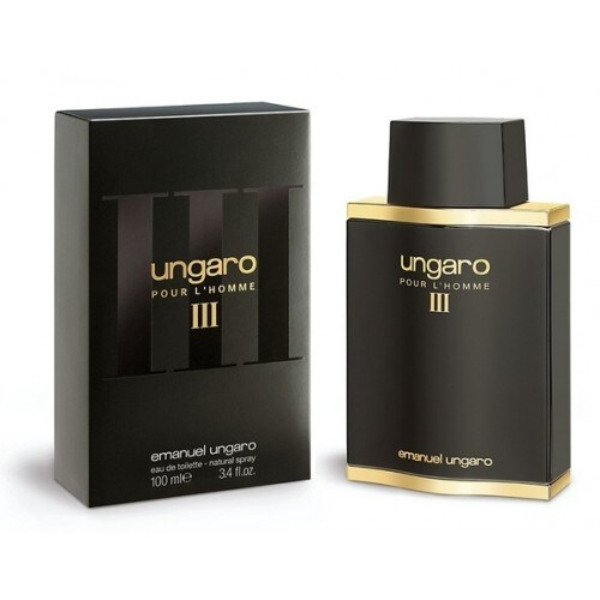 ungaro
POUR L'HOMME
III
emanuel ungaro
eau de toilette - natural spray
100 ml℮ 3.4 fl.oz.
ungaro
POUR L'HOMME
III
emanuel ungaro